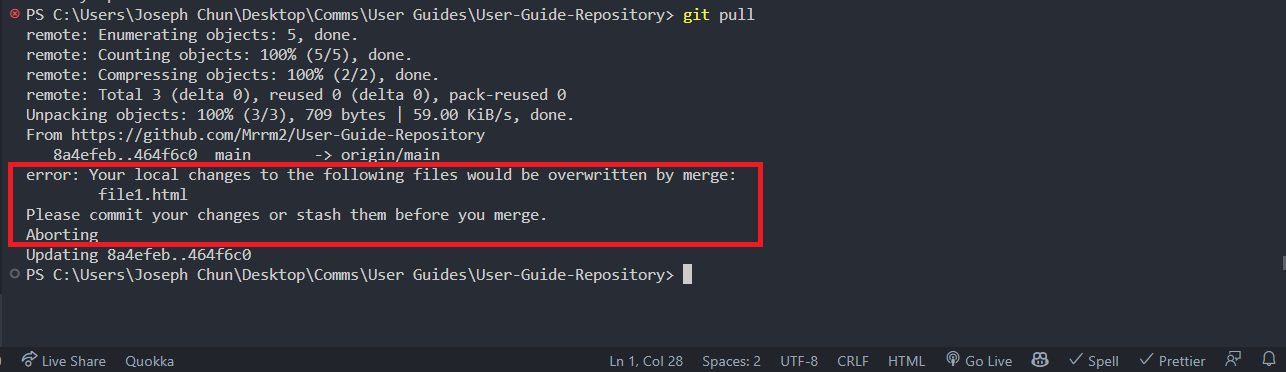 PS C:\Users\Joseph Chun\Desktop\Comms\User Guides\User-Guide-Repository> git pull
remote: Enumerating objects: 5, done.
remote: Counting objects: 100% (5/5), done.
remote: Compressing objects: 100% (2/2), done.
remote: Total 3 (delta 0), reused 0 (delta 0), pack-reused 0
Unpacking objects: 100% (3/3), 709 bytes | 59.00 KiB/s, done.
From https://github.com/Mrrm2/User-Guide-Repository
   8a4efeb..464f6c0  main       -> origin/main
error: Your local changes to the following files would be overwritten by merge:
        file1.html
Please commit your changes or stash them before you merge.
Aborting
Updating 8a4efeb..464f6c0
PS C:\Users\Joseph Chun\Desktop\Comms\User Guides\User-Guide-Repository>
Live Share Quokka Ln 1, Col 28 Spaces: 2 UTF-8 CRLF HTML Go Live Spell Prettier